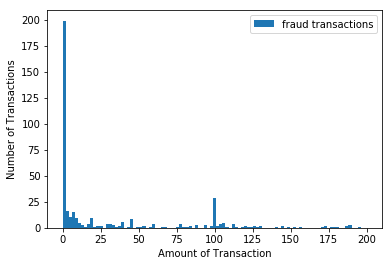 fraud transactions
Number of Transactions
200
175
150
125
100
75
50
25
0
0 25 50 75 100 125 150 175 200
Amount of Transaction